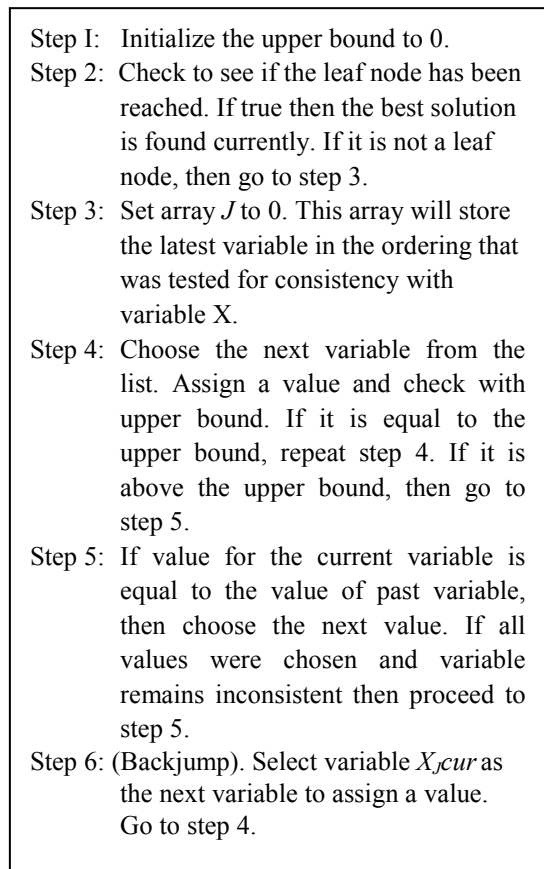 Step I: Initialize the upper bound to 0.
Step 2: Check to see if the leaf node has been
reached. If true then the best solution
is found currently. If it is not a leaf
node, then go to step 3.
Step 3: Set array J to 0. This array will store
the latest variable in the ordering that
was tested for consistency with
variable X.
Step 4: Choose the next variable from the
list. Assign a value and check with
upper bound. If it is equal to the
upper bound, repeat step 4. If it is
above the upper bound, then go to
step 5.
Step 5: If value for the current variable is
equal to the value of past variable,
then choose the next value. If all
values were chosen and variable
remains inconsistent then proceed to
step 5.
Step 6: (Backjump). Select variable XJcur as
the next variable to assign a value.
Go to step 4.